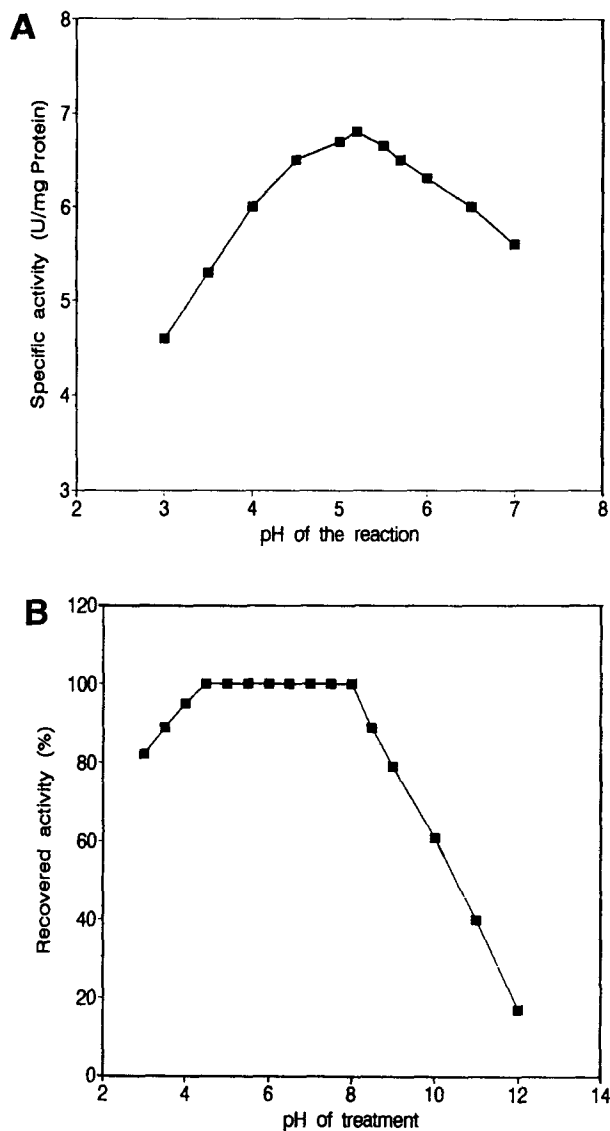 A
Specific activity (U/mg Protein)
8
7
6
5
4
3
2 3 4 5 6 7 8
pH of the reaction
B
Recovered activity (%)
120
100
80
60
40
20
0
2 4 6 8 10 12 14
pH of treatment